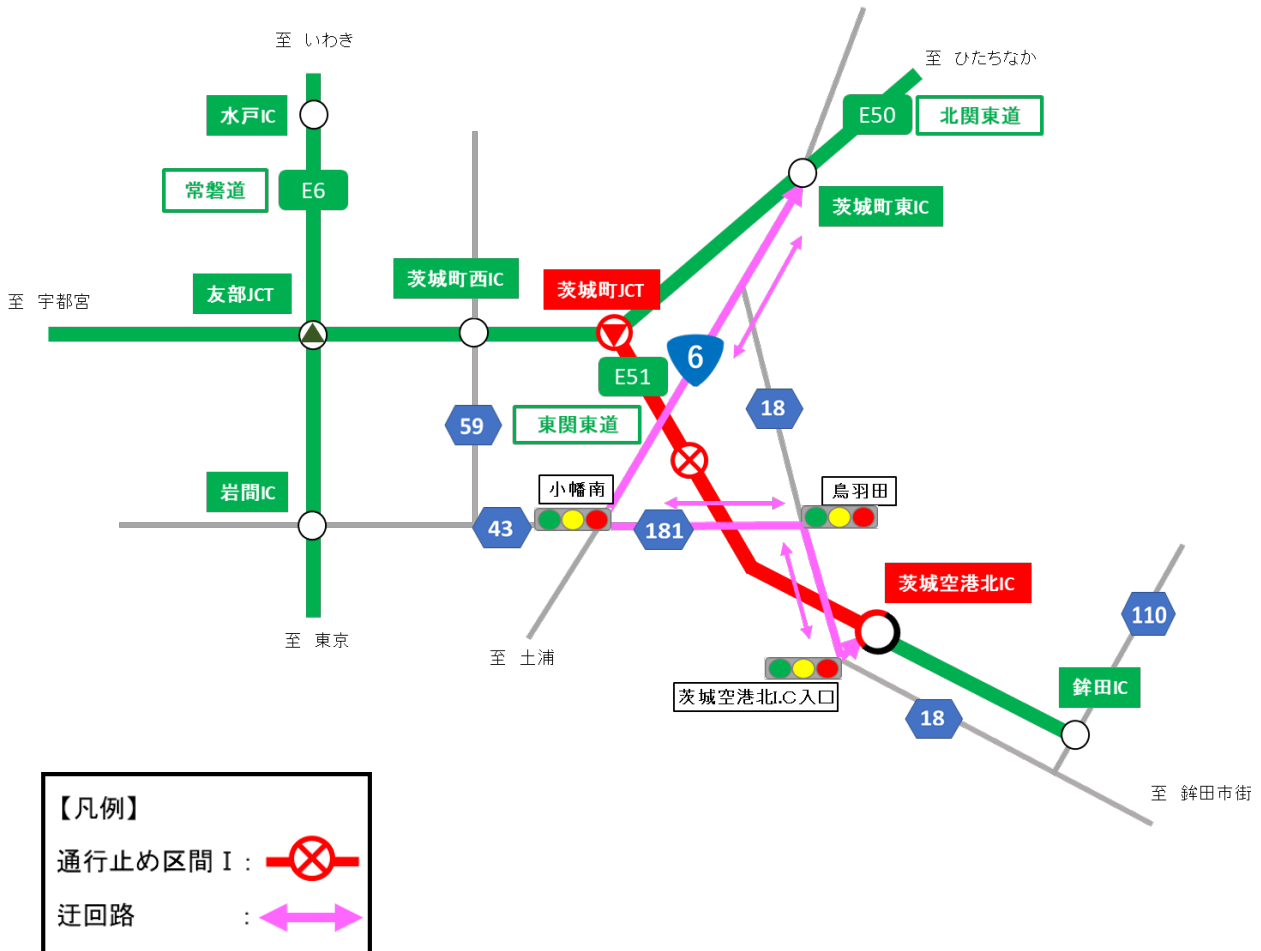 至 いわき
至 ひたちなか
水戸IC
E50
北関東道
常磐道
E6
茨城町東IC
友部JCT
茨城町西IC
茨城町JCT
至 宇都宮
6
E51
18
59
東関東道
岩間IC
小幡南
鳥羽田
43
181
茨城空港北IC
110
至 東京
至 土浦
茨城空港北I.C入口
鉾田IC
18
至 鉾田市街
【凡例】
通行止め区間Ⅰ:
迂回路 :